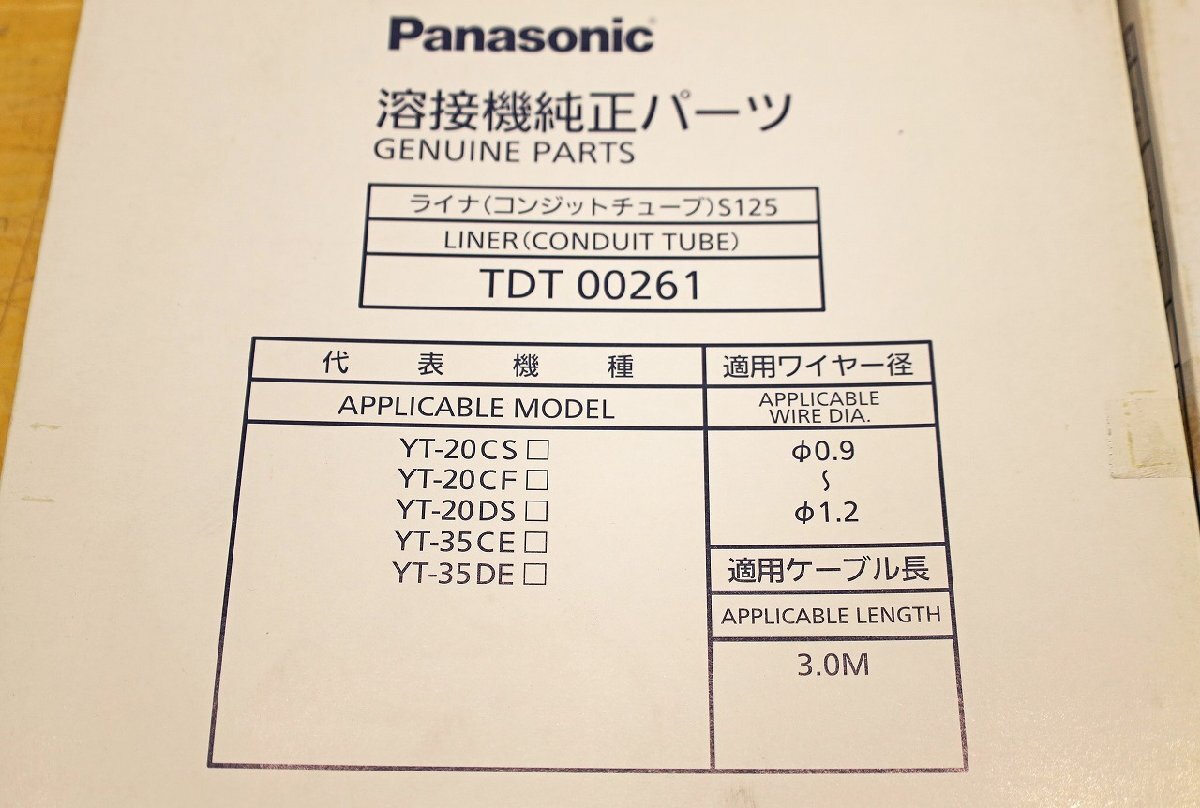 Panasonic
溶接機純正パーツ
GENUINE PARTS
ライナ(コンジットチューブ)S125
LINER(CONDUIT TUBE)
TDT 00261
代表機種
APPLICABLE MODEL
YT-20CS□
YT-20CF□
YT-20DS□
YT-35CE□
YT-35DE□
適用ワイヤー径
APPLICABLE
WIRE DIA.
φ0.9
～
φ1.2
適用ケーブル長
APPLICABLE LENGTH
3.0M